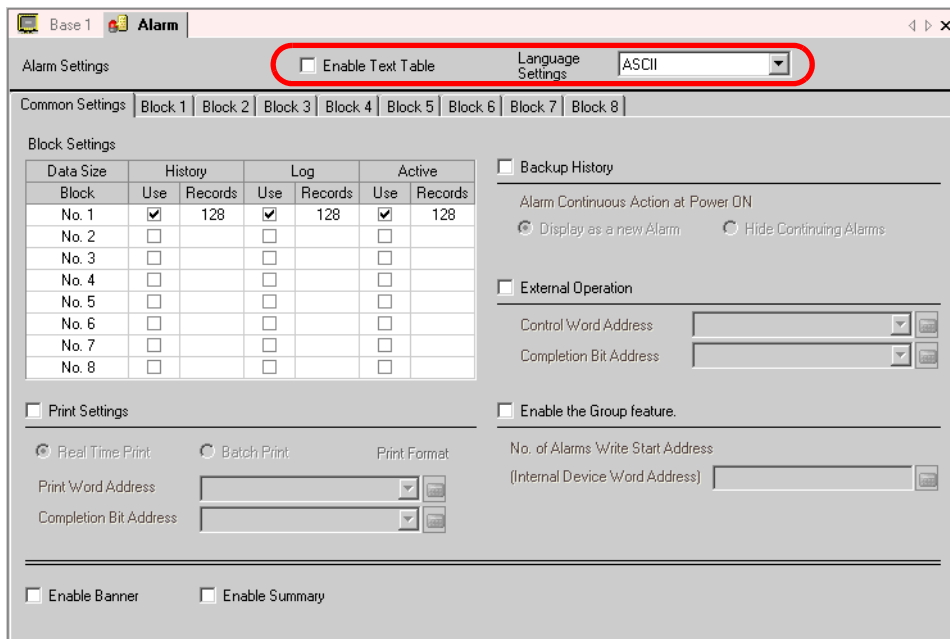 Base 1 Alarm
Alarm Settings Enable Text Table Language Settings ASCII
Common Settings Block 1 Block 2 Block 3 Block 4 Block 5 Block 6 Block 7 Block 8
Block Settings
Data Size History Log Active
Block Use Records Use Records Use Records
No. 1 128 128 128
No. 2
No. 3
No. 4
No. 5
No. 6
No. 7
No. 8
Backup History
Alarm Continuous Action at Power ON
Display as a new Alarm Hide Continuing Alarms
External Operation
Control Word Address
Completion Bit Address
Print Settings
Real Time Print Batch Print Print Format
Print Word Address
Completion Bit Address
Enable the Group feature.
No. of Alarms Write Start Address
(Internal Device Word Address)
Enable Banner Enable Summary